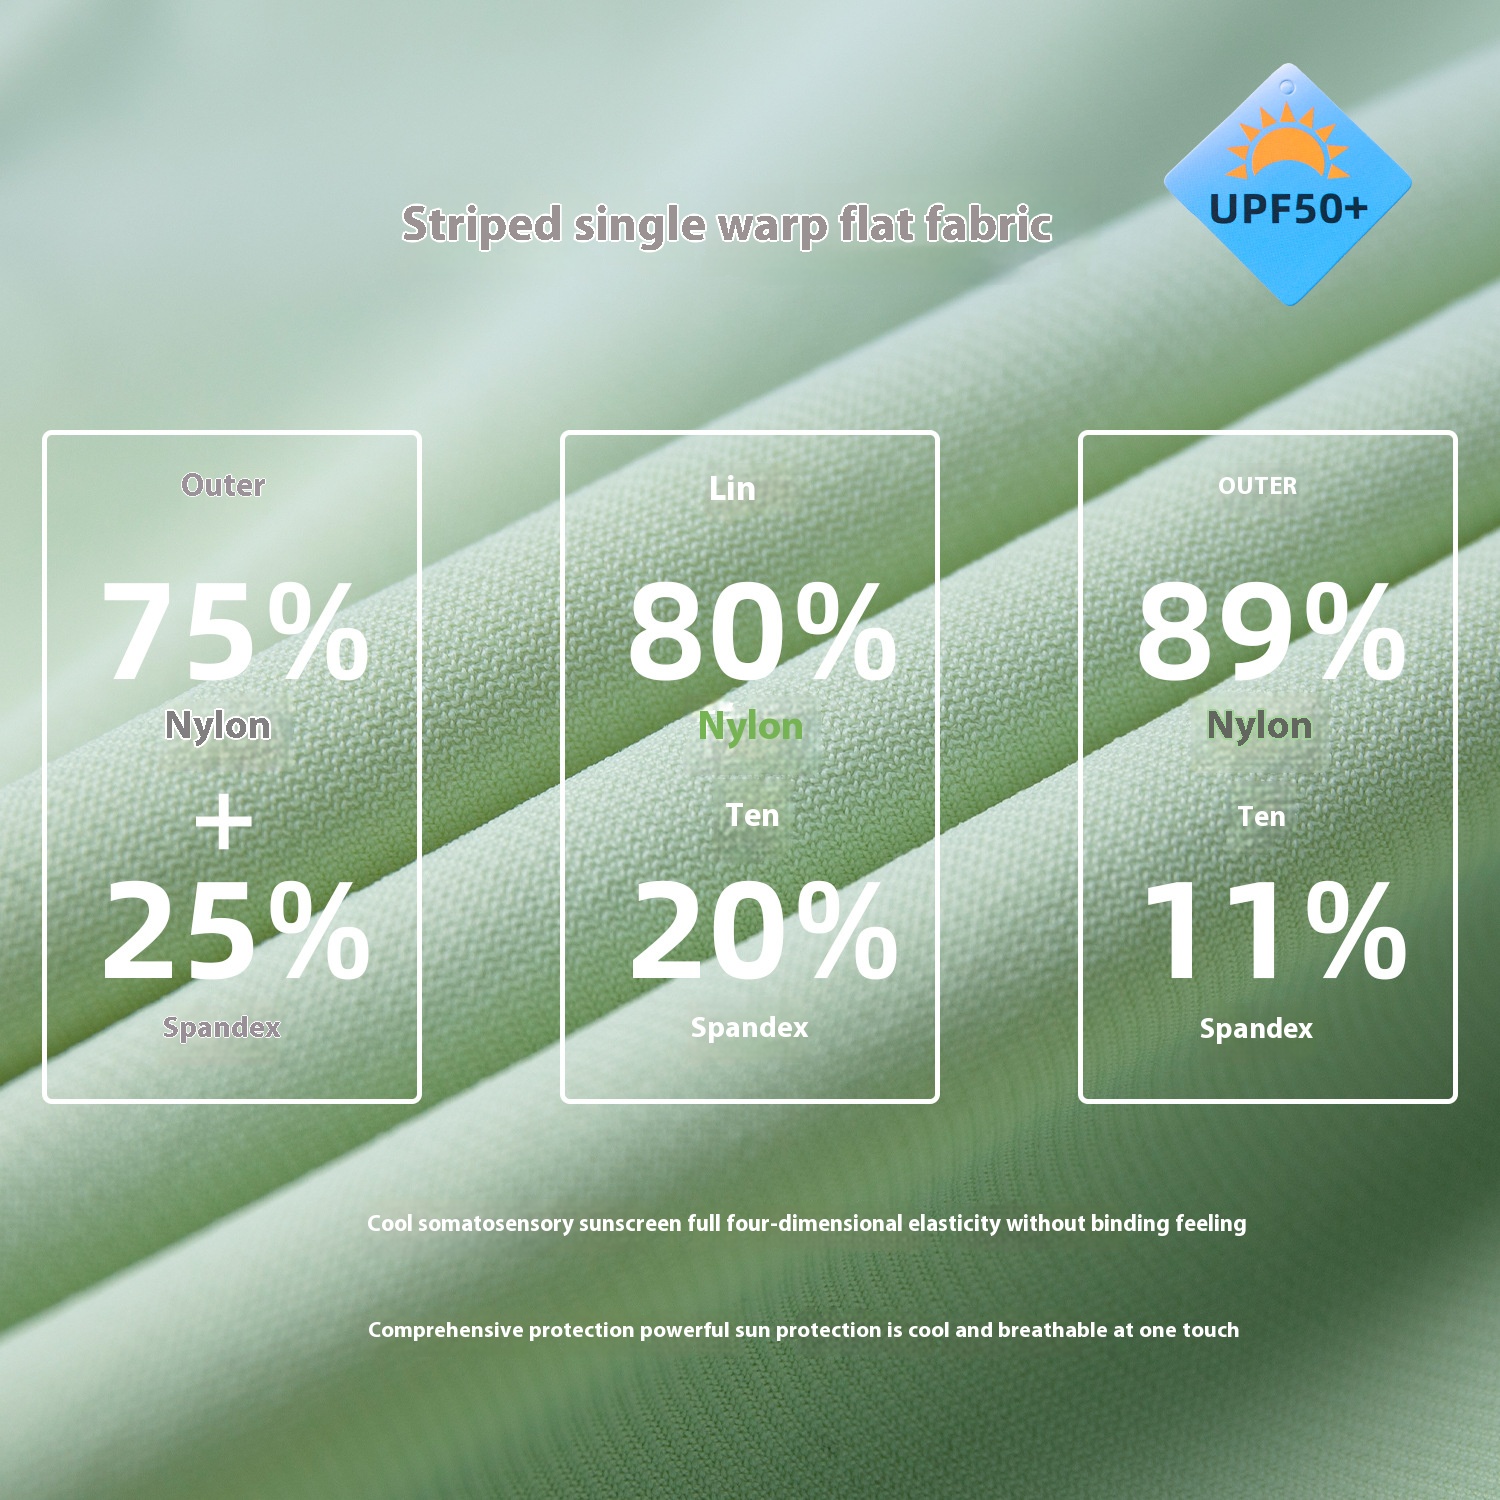 UPF50+
Striped single warp flat fabric
Outer
75%
Nylon
+
25%
Spandex
Lin
80%
Nylon
Ten
20%
Spandex
OUTER
89%
Nylon
Ten
11%
Spandex
Cool somatosensory sunscreen full four-dimensional elasticity without binding feeling
Comprehensive protection powerful sun protection is cool and breathable at one touch